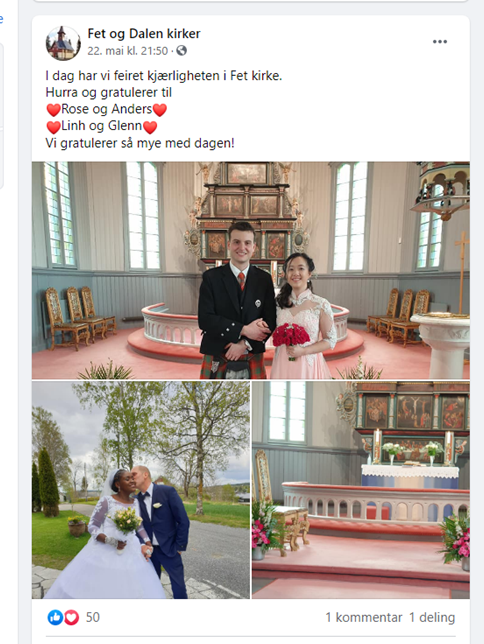 Fet og Dalen kirker
22. mai kl. 21:50 ·
I dag har vi feiret kjærligheten i Fet kirke.
Hurra og gratulerer til
❤️Rose og Anders❤️
❤️Linh og Glenn❤️
Vi gratulerer så mye med dagen!
50
1 kommentar 1 deling